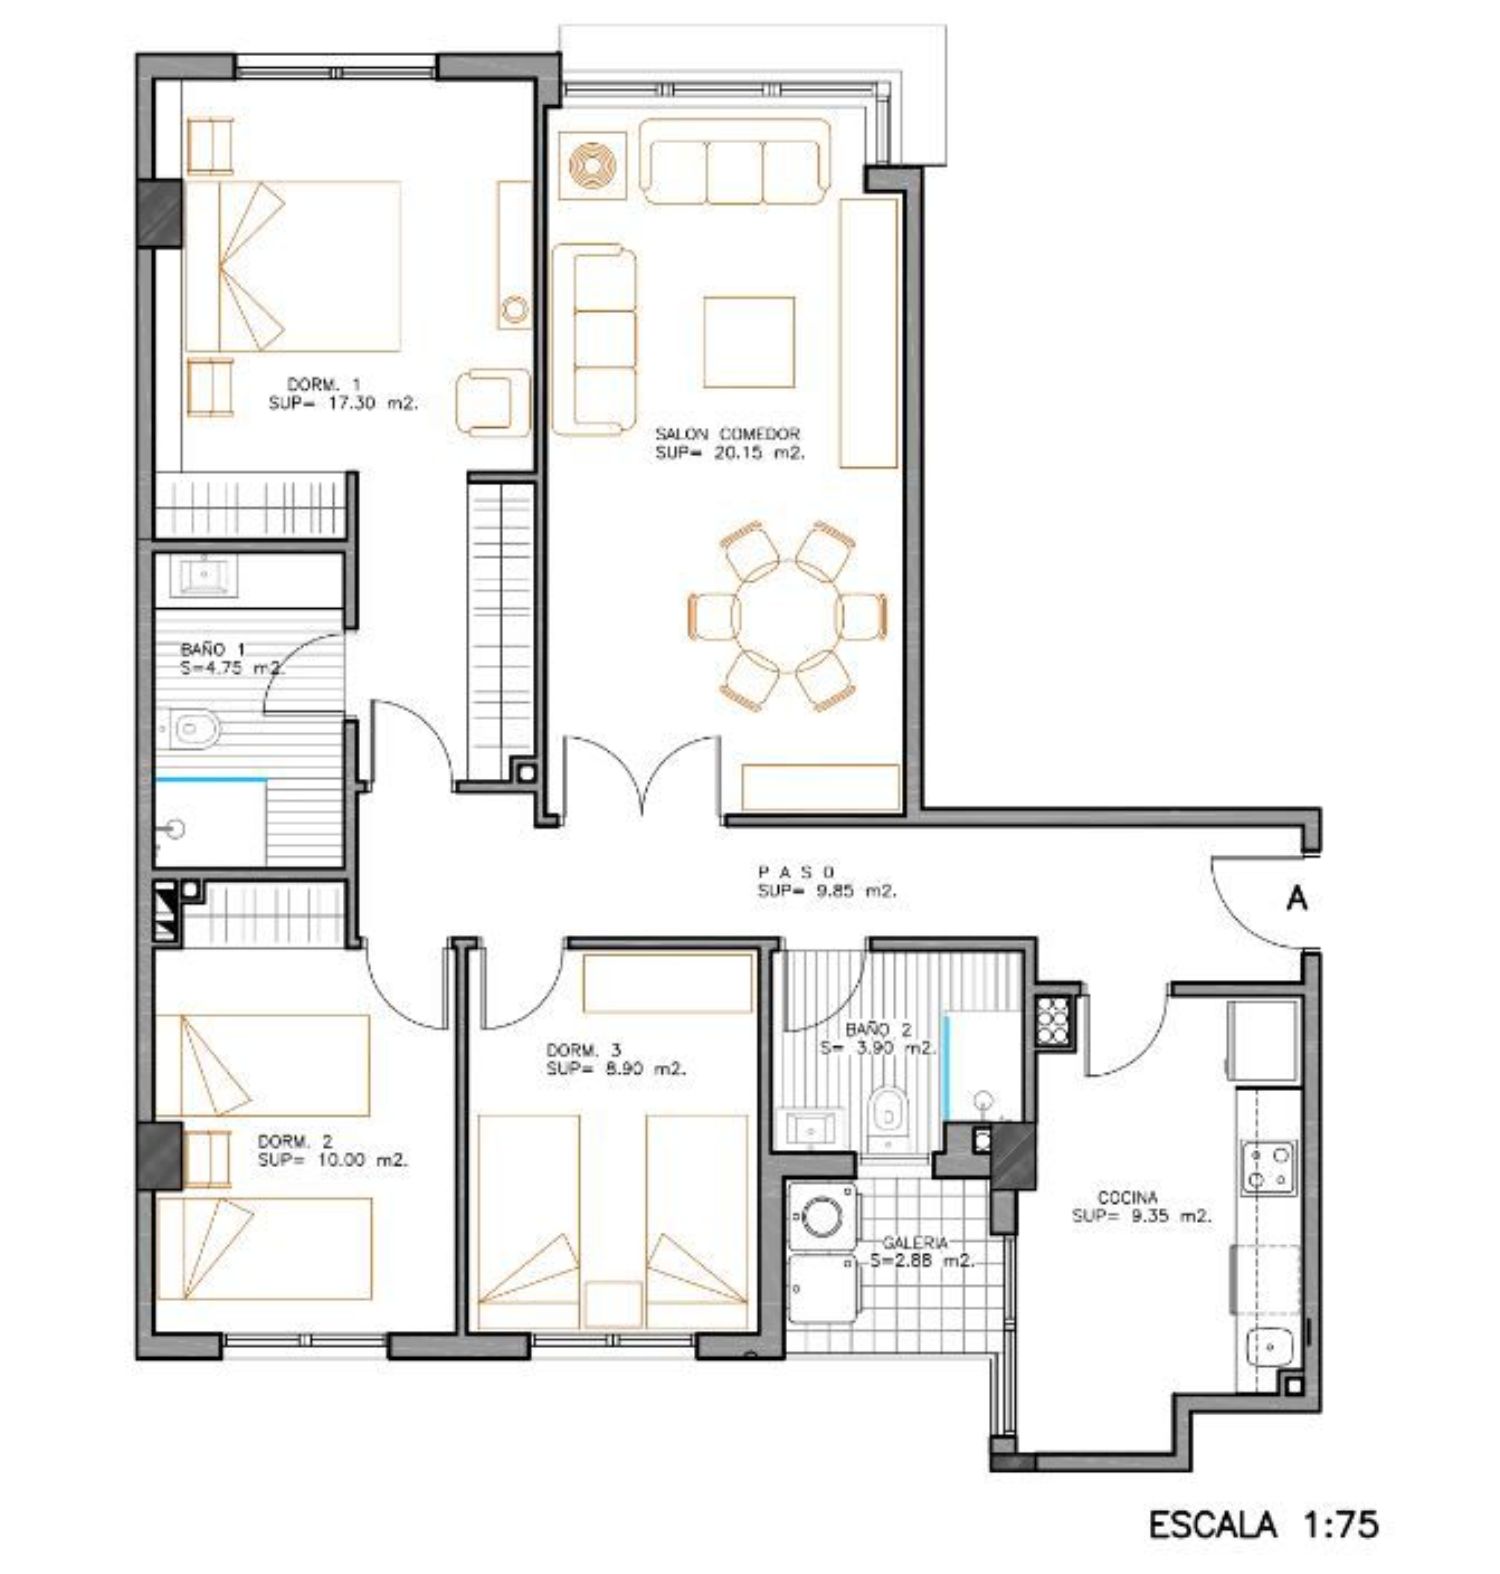 DORM. 1
SUP= 17.30 m2.
SALON COMEDOR
SUP= 20.15 m2.
BAÑO 1
S=4.75 m2.
P A S O
SUP= 9.85 m2.
A
DORM. 3
SUP= 8.90 m2.
BAÑO 2
S= 3.90 m2.
DORM. 2
SUP= 10.00 m2.
COCINA
SUP= 9.35 m2.
GALERIA
S=2.88 m2.
ESCALA 1:75